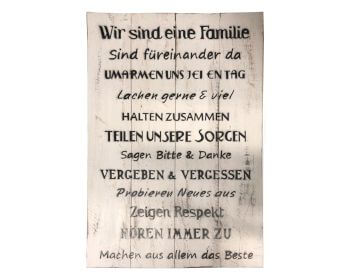 Wir sind eine Familie
Sind füreinander da
UMARMEN UNS JEDEN TAG
Lachen gerne & viel
HALTEN ZUSAMMEN
TEILEN UNSERE SORGEN
Sagen Bitte & Danke
VERGEBEN & VERGESSEN
Probieren Neues aus
Zeigen Respekt
HÖREN IMMER ZU
Machen aus allem das Beste